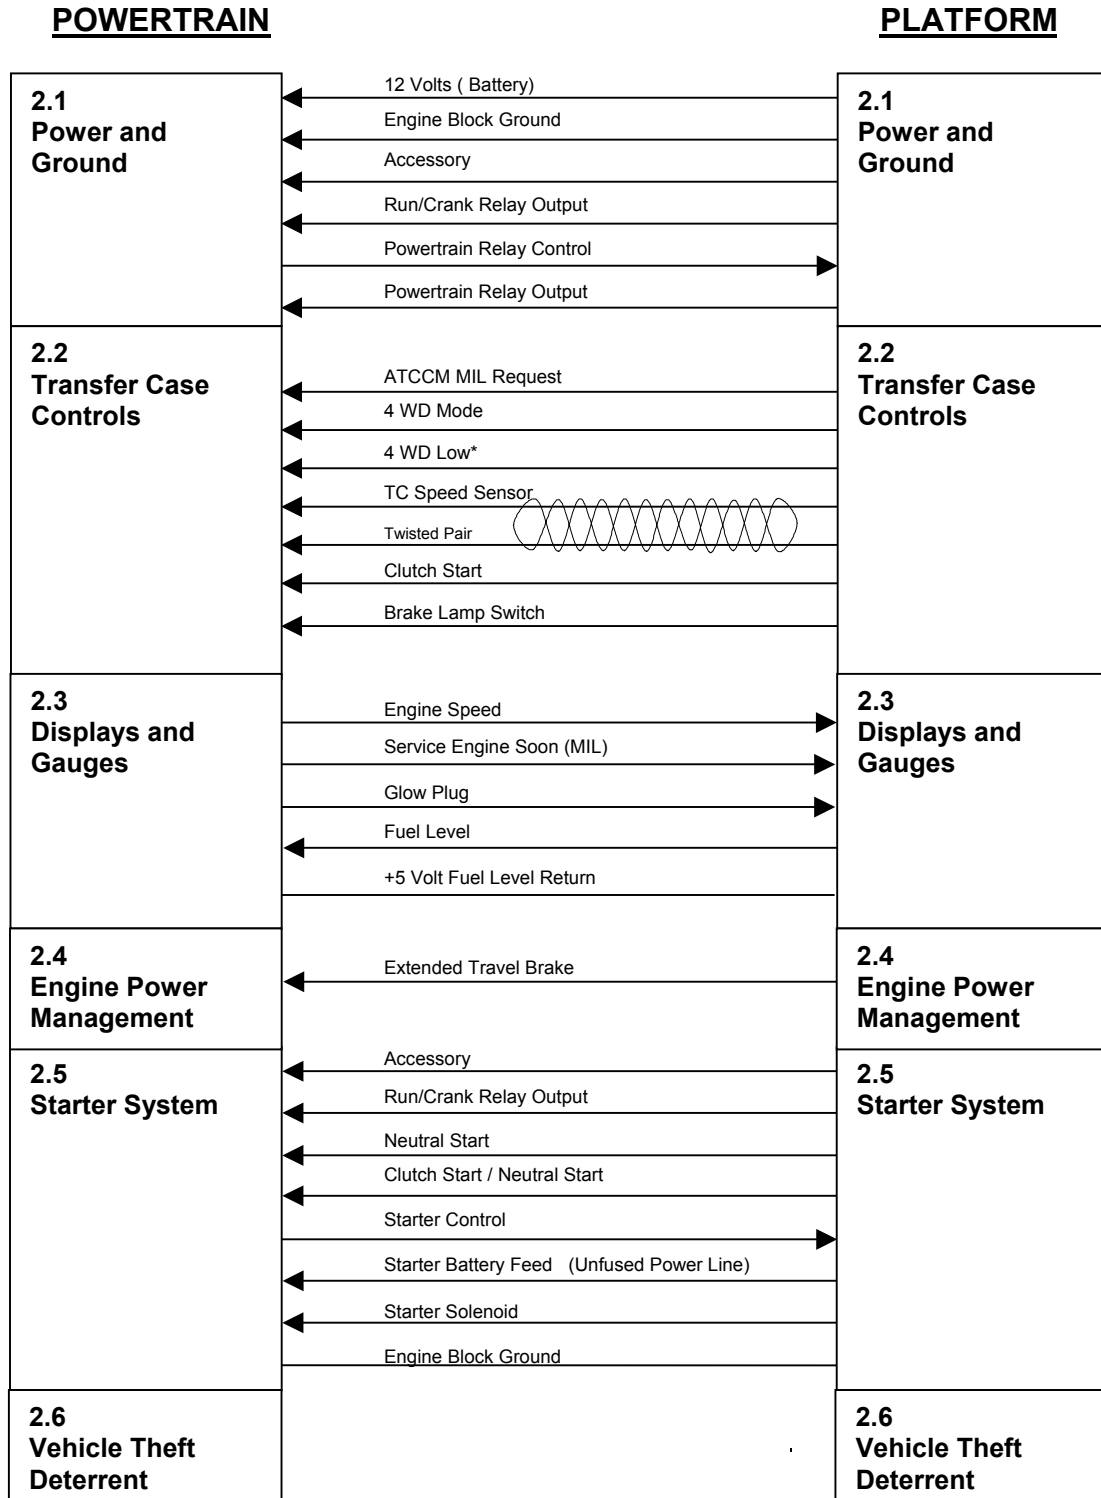 POWERTRAIN
PLATFORM
2.1
Power and
Ground
12 Volts ( Battery)
Engine Block Ground
Accessory
Run/Crank Relay Output
Powertrain Relay Control
Powertrain Relay Output
2.1
Power and
Ground
2.2
Transfer Case
Controls
ATCCM MIL Request
4 WD Mode
4 WD Low*
TC Speed Sensor
Twisted Pair
Clutch Start
Brake Lamp Switch
2.2
Transfer Case
Controls
2.3
Displays and
Gauges
Engine Speed
Service Engine Soon (MIL)
Glow Plug
Fuel Level
+5 Volt Fuel Level Return
2.3
Displays and
Gauges
2.4
Engine Power
Management
Extended Travel Brake
2.4
Engine Power
Management
2.5
Starter System
Accessory
Run/Crank Relay Output
Neutral Start
Clutch Start / Neutral Start
Starter Control
Starter Battery Feed (Unfused Power Line)
Starter Solenoid
Engine Block Ground
2.5
Starter System
2.6
Vehicle Theft
Deterrent
2.6
Vehicle Theft
Deterrent